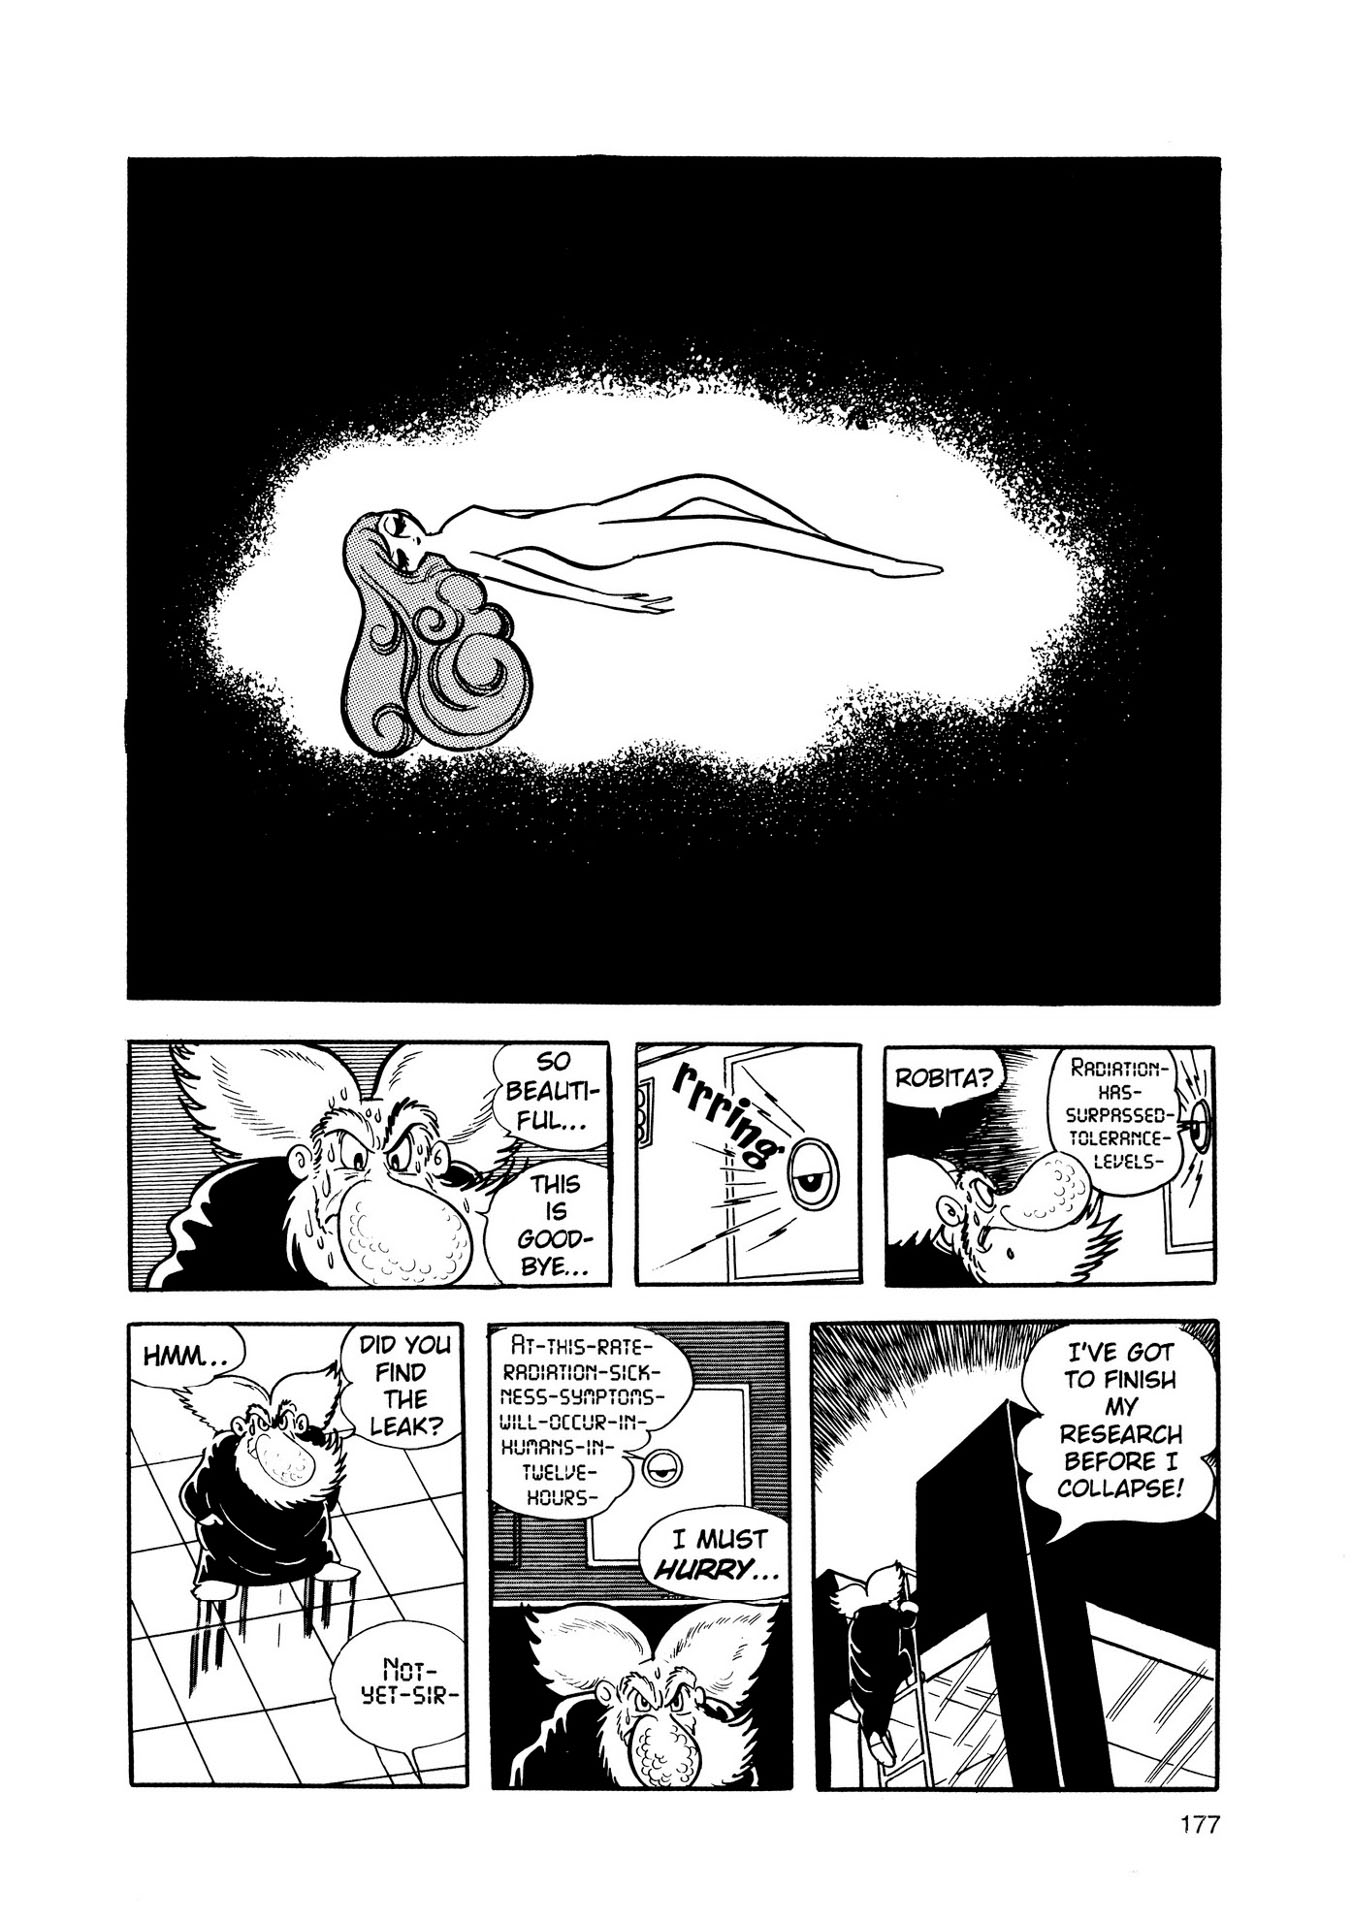 SO
BEAUTI-
FUL...
THIS
IS
GOOD-
BYE...
rrring
ROBITA?
RADIATION-
HAS-
SURPASSED-
TOLERANCE-
LEVELS-
HMM...
DID YOU
FIND
THE
LEAK?
NOT-
YET-SIR-
AT-THIS-RATE-
RADIATION-SICK-
NESS-SYMPTOMS-
WILL-OCCUR-IN-
HUMANS-IN-
TWELVE-
HOURS-
I MUST
HURRY...
I'VE GOT
TO FINISH
MY
RESEARCH
BEFORE I
COLLAPSE!
177